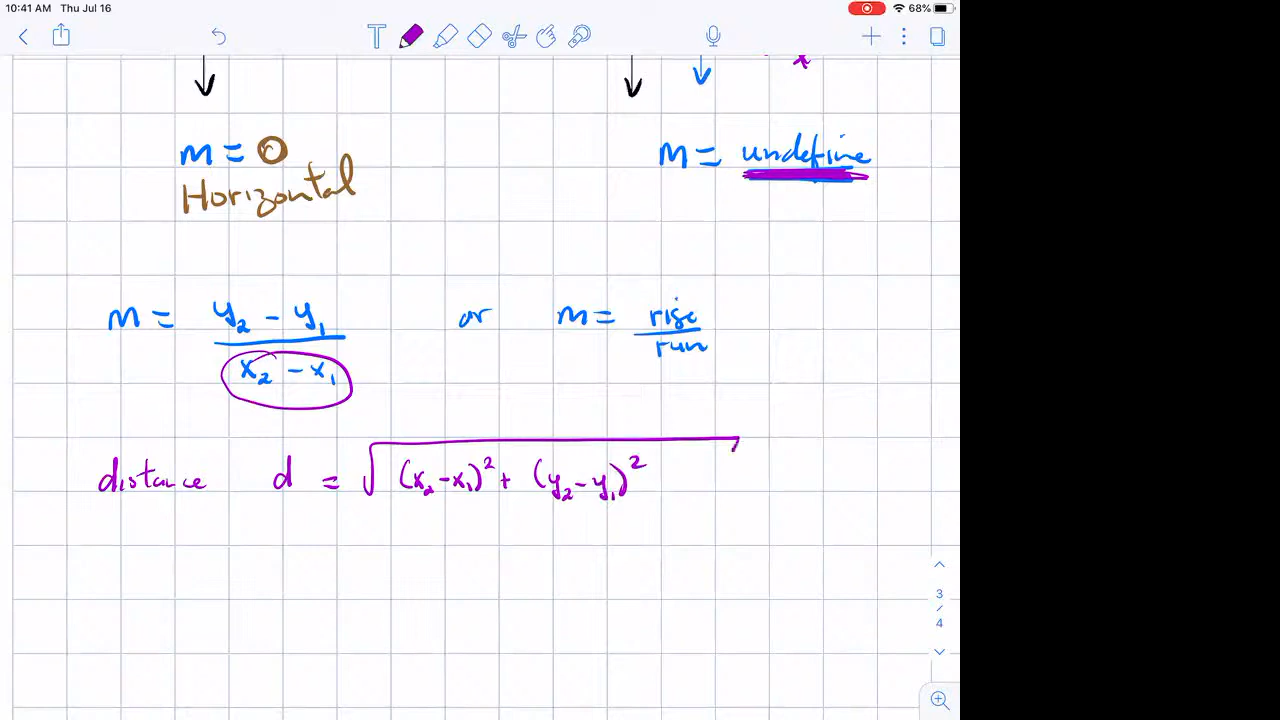 10:41 AM Thu Jul 16 68%
T
x
m = 0 m = undefine
Horizontal
m = y₂ - y₁ / x₂ - x₁ or m = rise / run
distance d = √(x₂-x₁)² + (y₂-y₁)²
3
/
4